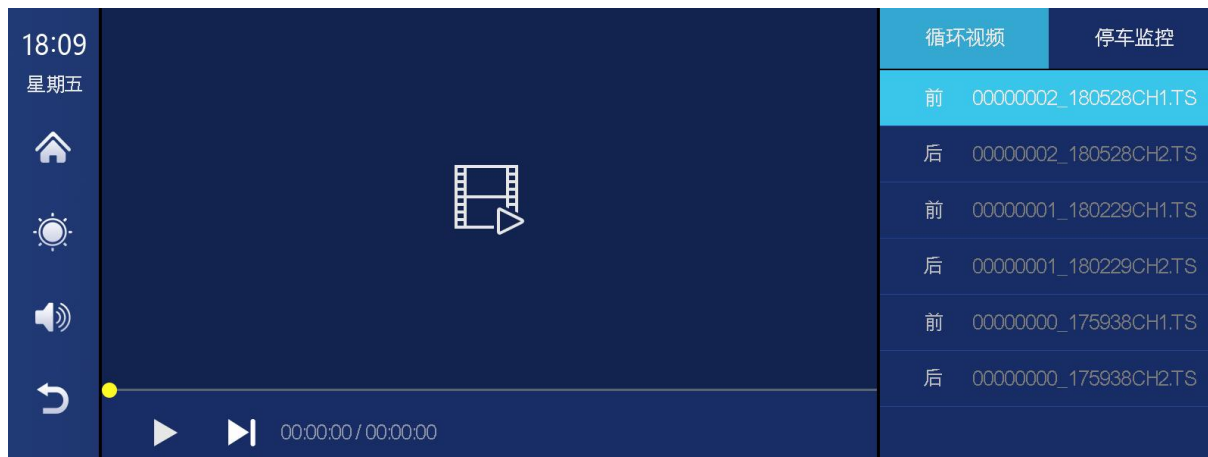 18:09
星期五
00:00:00 / 00:00:00
循环视频 停车监控
前 00000002_180528CH1.TS
后 00000002_180528CH2.TS
前 00000001_180229CH1.TS
后 00000001_180229CH2.TS
前 00000000_175938CH1.TS
后 00000000_175938CH2.TS